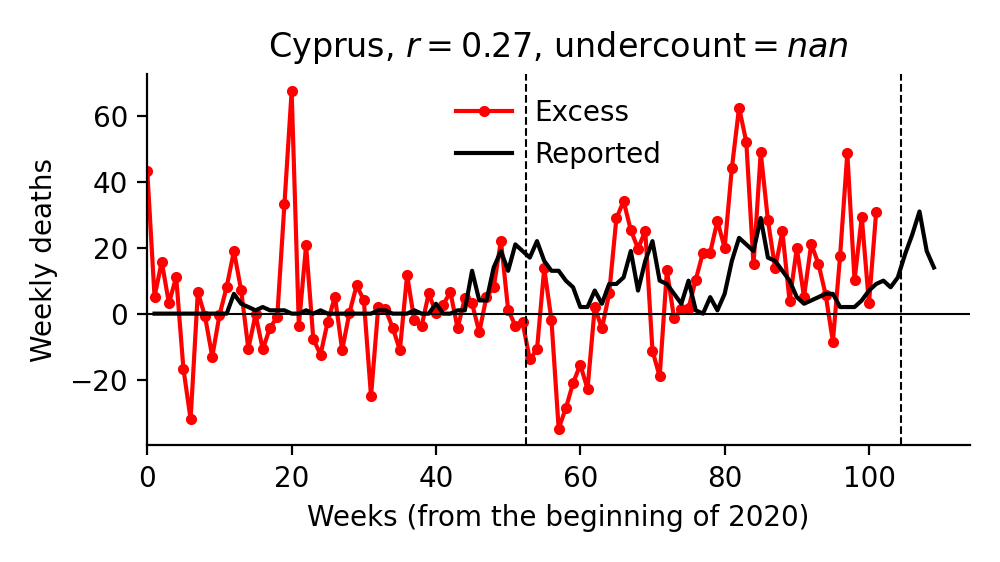 Cyprus, r = 0.27, undercount = nan
Excess
Reported
Weekly deaths
60
40
20
0
−20
0 20 40 60 80 100
Weeks (from the beginning of 2020)